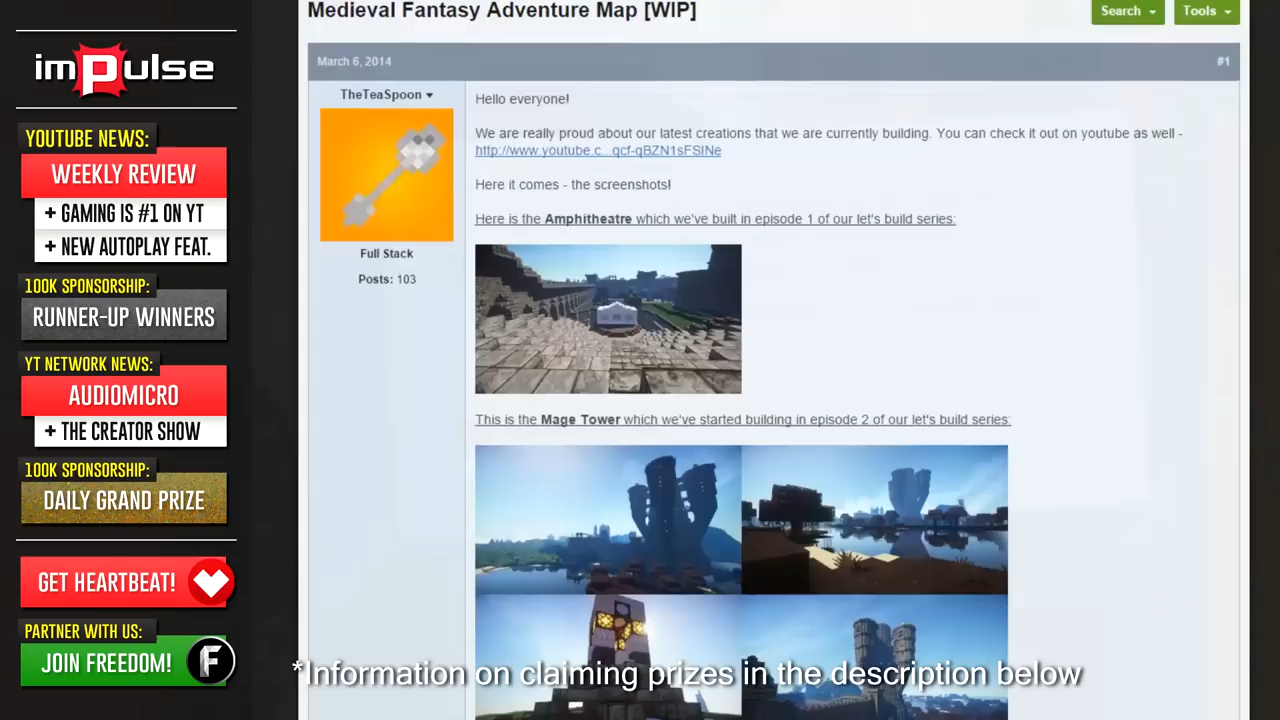 imPulse
YOUTUBE NEWS:
WEEKLY REVIEW
+ GAMING IS #1 ON YT
+ NEW AUTOPLAY FEAT.
100K SPONSORSHIP:
RUNNER-UP WINNERS
YT NETWORK NEWS:
AUDIOMICRO
+ THE CREATOR SHOW
100K SPONSORSHIP:
DAILY GRAND PRIZE
GET HEARTBEAT!
PARTNER WITH US:
JOIN FREEDOM! F
Medieval Fantasy Adventure Map [WIP]
Search
Tools
March 6, 2014
#1
TheTeaSpoon
Full Stack
Posts: 103
Hello everyone!
We are really proud about our latest creations that we are currently building. You can check it out on youtube as well -
http://www.youtube.c...qcf-qBZN1sFSINe
Here it comes - the screenshots!
Here is the Amphitheatre which we've built in episode 1 of our let's build series:
This is the Mage Tower which we've started building in episode 2 of our let's build series:
*Information on claiming prizes in the description below